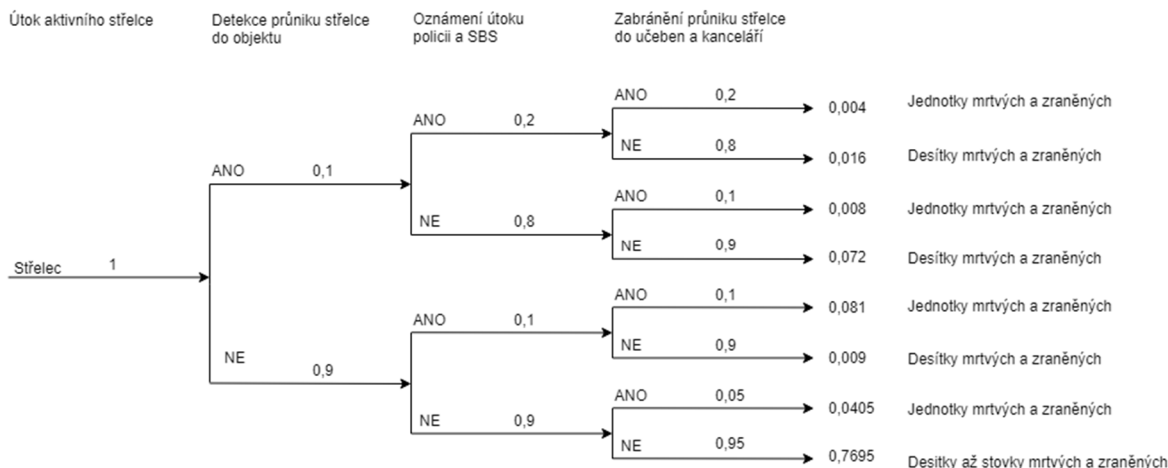 Útok aktivního střelce
Detekce průniku střelce
do objektu
Oznámení útoku
policii a SBS
Zabránění průniku střelce
do učeben a kanceláří
ANO 0,2 0,004 Jednotky mrtvých a zraněných
ANO 0,2
NE 0,8 0,016 Desítky mrtvých a zraněných
ANO 0,1
ANO 0,1 0,008 Jednotky mrtvých a zraněných
NE 0,8
NE 0,9 0,072 Desítky mrtvých a zraněných
Střelec 1
ANO 0,1 0,081 Jednotky mrtvých a zraněných
ANO 0,1
NE 0,9 0,009 Desítky mrtvých a zraněných
NE 0,9
ANO 0,05 0,0405 Jednotky mrtvých a zraněných
NE 0,9
NE 0,95 0,7695 Desítky až stovky mrtvých a zraněných